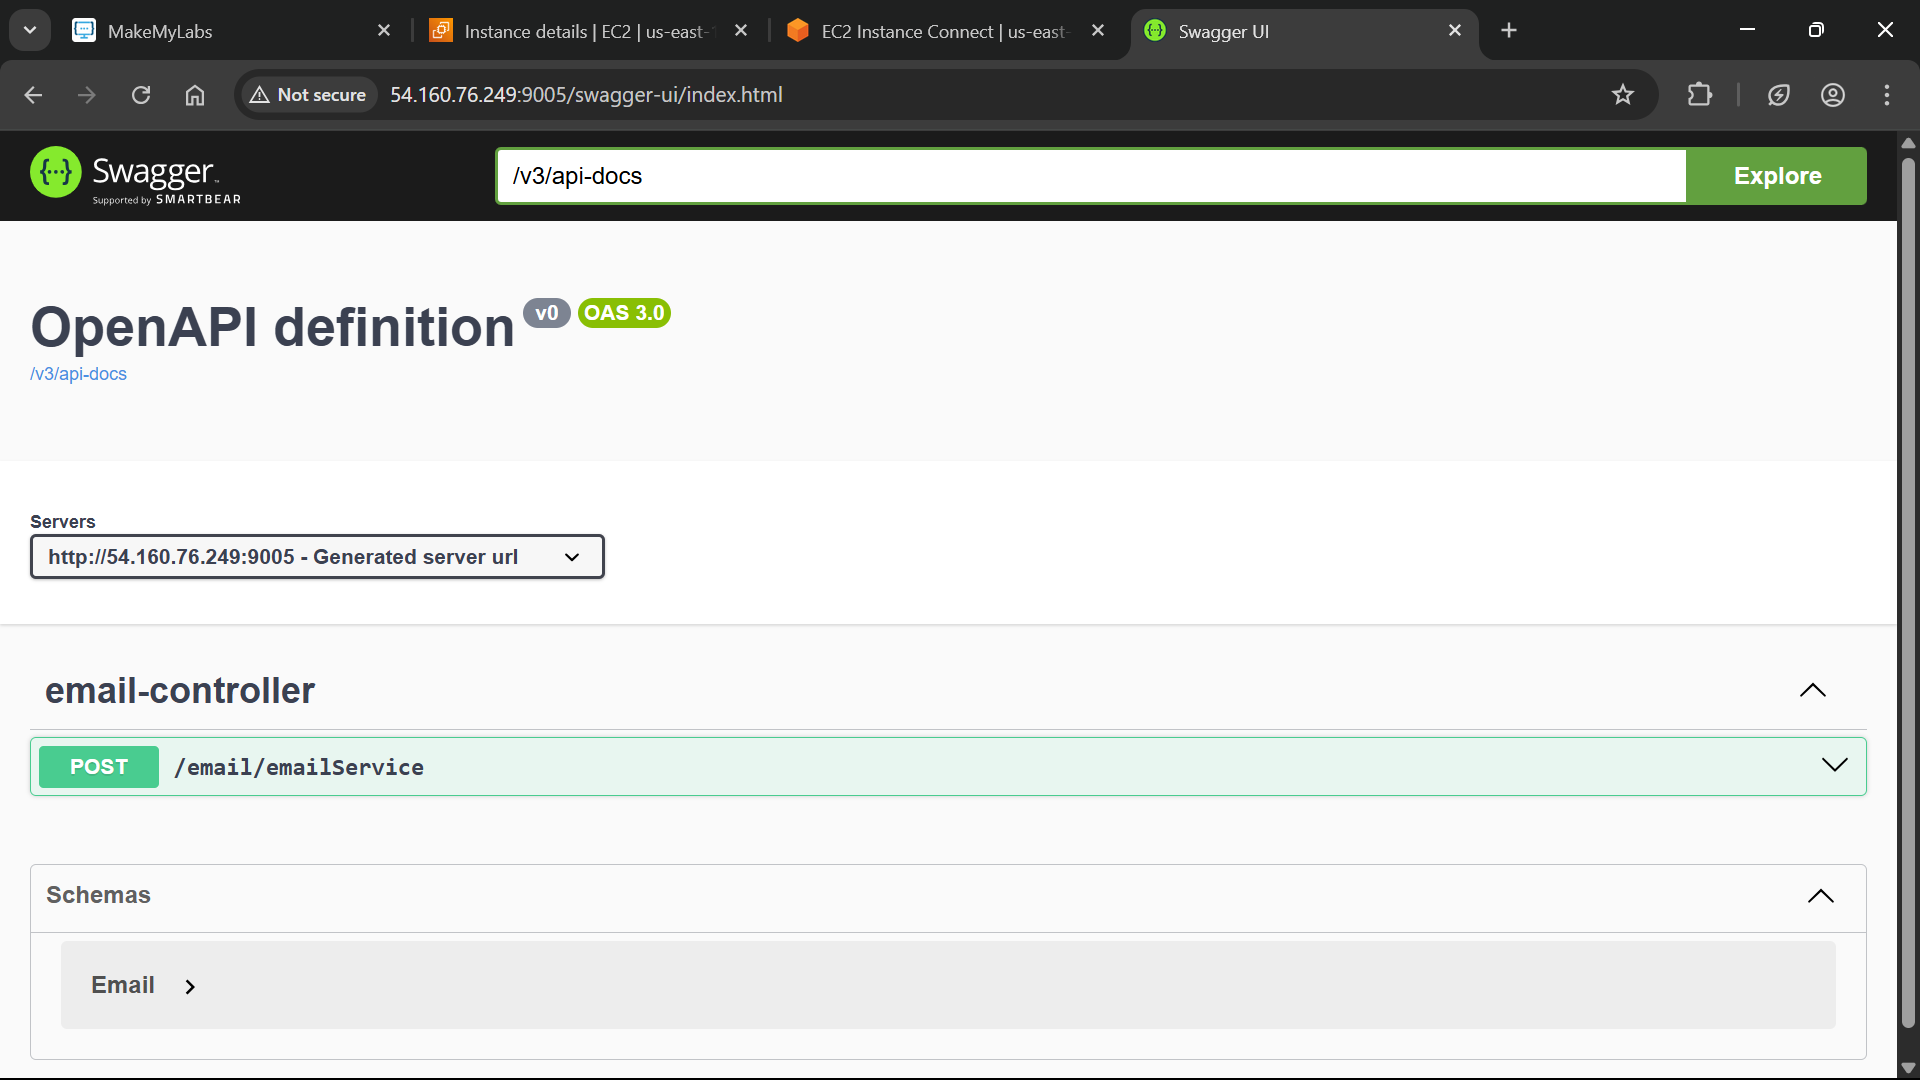 MakeMyLabs
Instance details | EC2 | us-east-1
EC2 Instance Connect | us-east-
Swagger UI
Not secure
54.160.76.249:9005/swagger-ui/index.html
Swagger
Supported by SMARTBEAR
/v3/api-docs
Explore
OpenAPI definition v0 OAS 3.0
/v3/api-docs
Servers
http://54.160.76.249:9005 - Generated server url
email-controller
POST /email/emailService
Schemas
Email